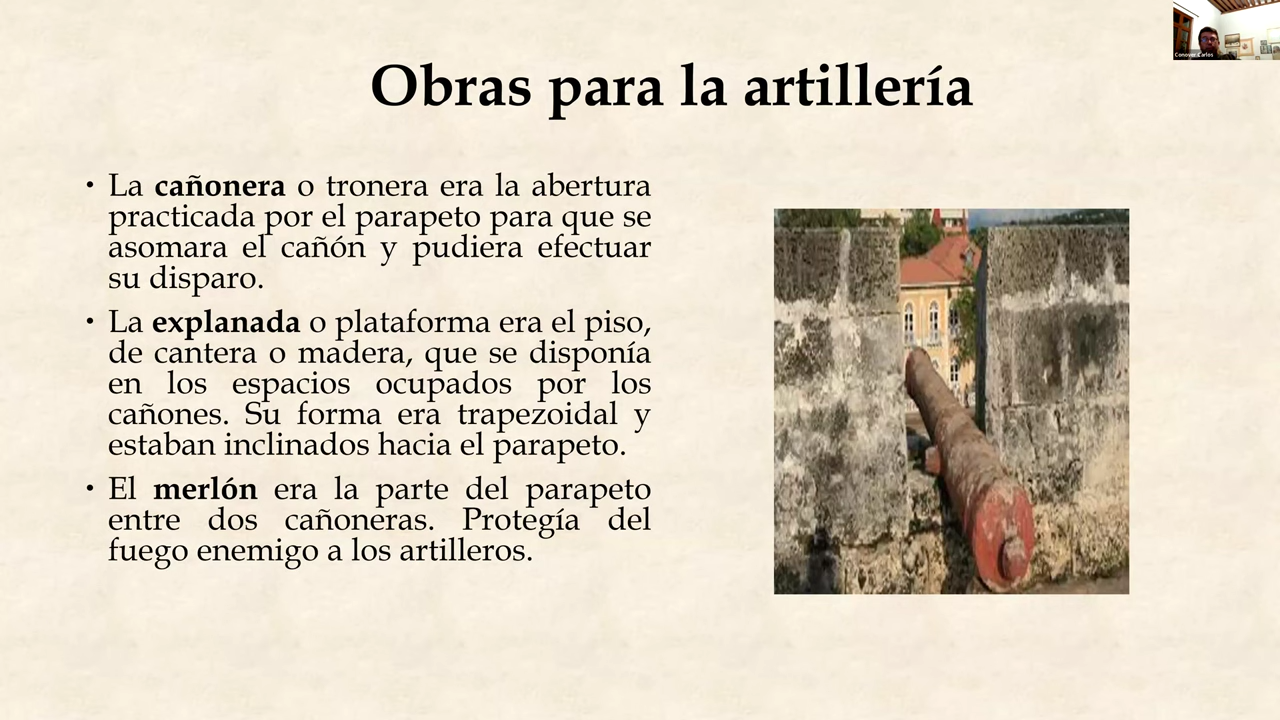 Conover Carlos
Obras para la artillería
• La cañonera o tronera era la abertura
practicada por el parapeto para que se
asomara el cañón y pudiera efectuar
su disparo.
• La explanada o plataforma era el piso,
de cantera o madera, que se disponía
en los espacios ocupados por los
cañones. Su forma era trapezoidal y
estaban inclinados hacia el parapeto.
• El merlón era la parte del parapeto
entre dos cañoneras. Protegía del
fuego enemigo a los artilleros.